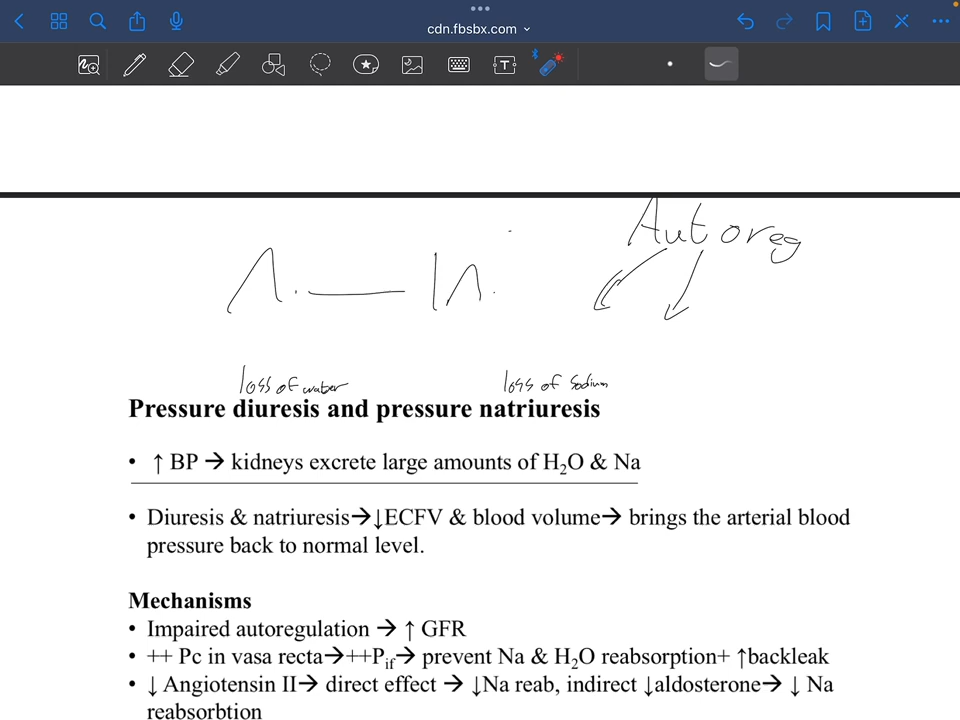 cdn.fbsbx.com
T
Autoreg
loss of water loss of sodium
Pressure diuresis and pressure natriuresis
• ↑ BP → kidneys excrete large amounts of H₂O & Na
• Diuresis & natriuresis→↓ECFV & blood volume→ brings the arterial blood
pressure back to normal level.
Mechanisms
• Impaired autoregulation → ↑ GFR
• ++ Pc in vasa recta→++Pif→ prevent Na & H₂O reabsorption+ ↑backleak
• ↓ Angiotensin II→ direct effect → ↓Na reab, indirect ↓aldosterone→ ↓ Na
reabsorbtion